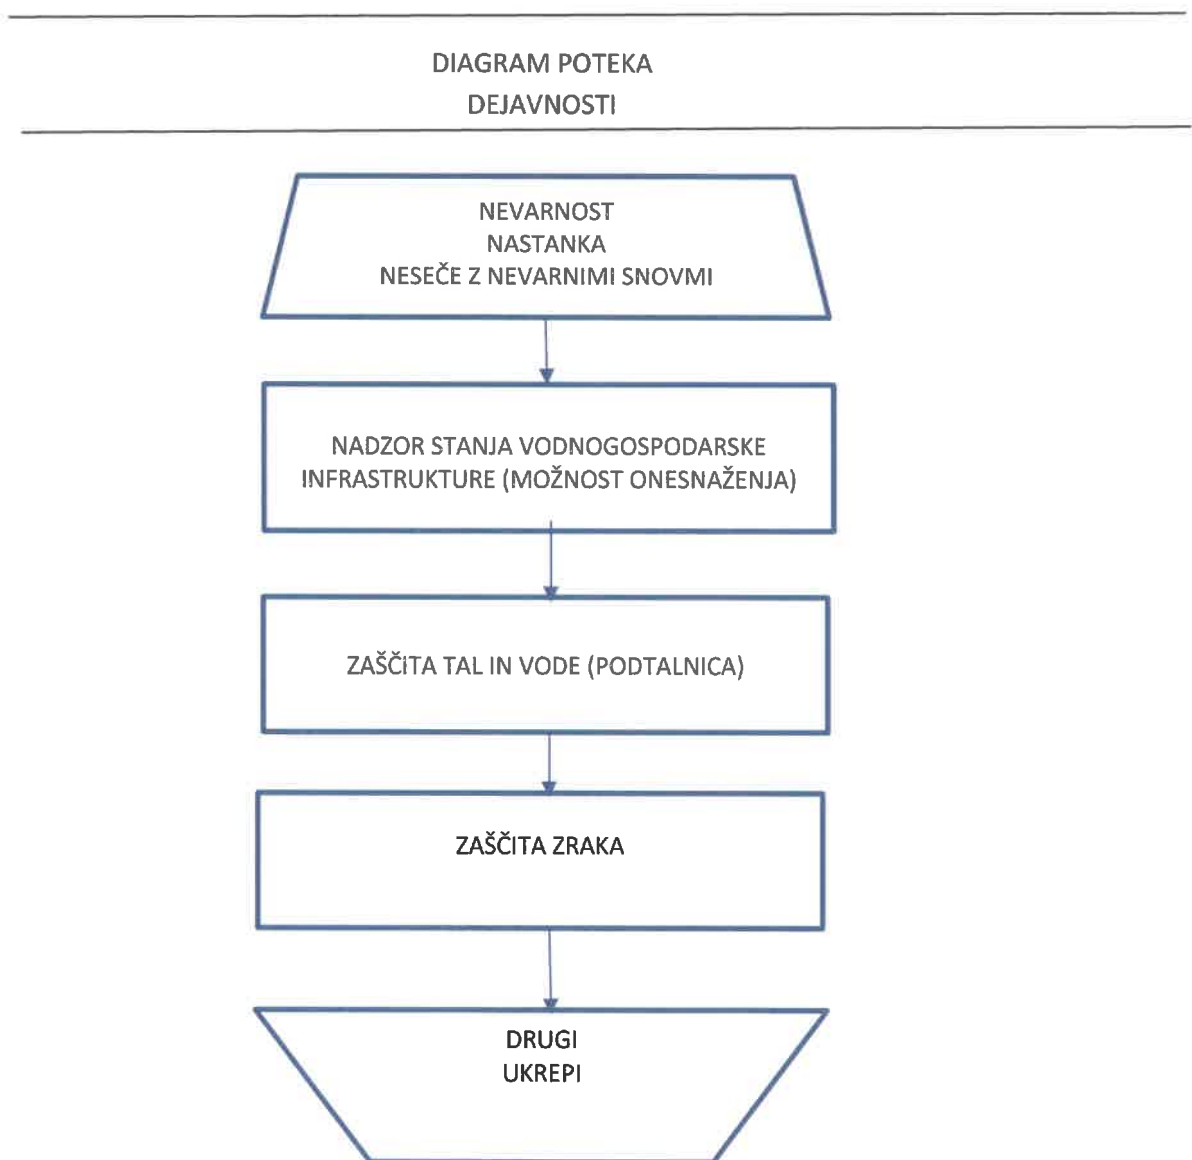 DIAGRAM POTEKA
DEJAVNOSTI
NEVARNOST
NASTANKA
NESEČE Z NEVARNIMI SNOVMI
NADZOR STANJA VODNOGOSPODARSKE
INFRASTRUKTURE (MOŽNOST ONESNAŽENJA)
ZAŠČITA TAL IN VODE (PODTALNICA)
ZAŠČITA ZRAKA
DRUGI
UKREPI